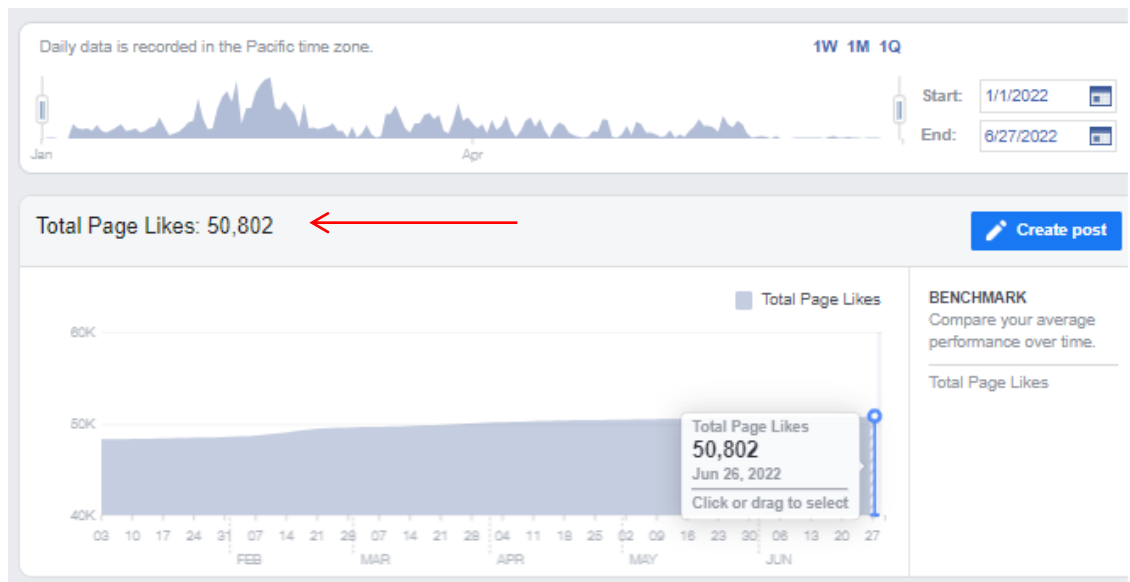 Daily data is recorded in the Pacific time zone.
1W 1M 1Q
Start: 1/1/2022
End: 6/27/2022
Jan
Apr
Total Page Likes: 50,802
Create post
Total Page Likes
BENCHMARK
Compare your average
performance over time.
Total Page Likes
60K
50K
40K
Total Page Likes
50,802
Jun 26, 2022
Click or drag to select
03 10 17 24 31 07 14 21 28 07 14 21 28 04 11 18 25 02 09 16 23 30 06 13 20 27
FEB MAR APR MAY JUN